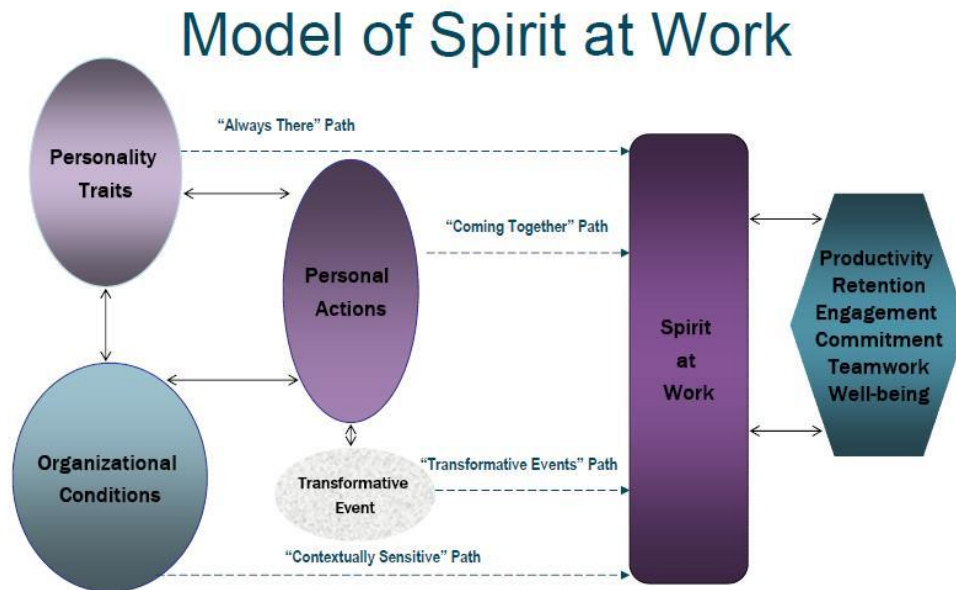 Model of Spirit at Work
"Always There" Path
Personality
Traits
"Coming Together" Path
Personal
Actions
Productivity
Retention
Engagement
Commitment
Teamwork
Well-being
Spirit
at
Work
Organizational
Conditions
"Transformative Events" Path
Transformative
Event
"Contextually Sensitive" Path